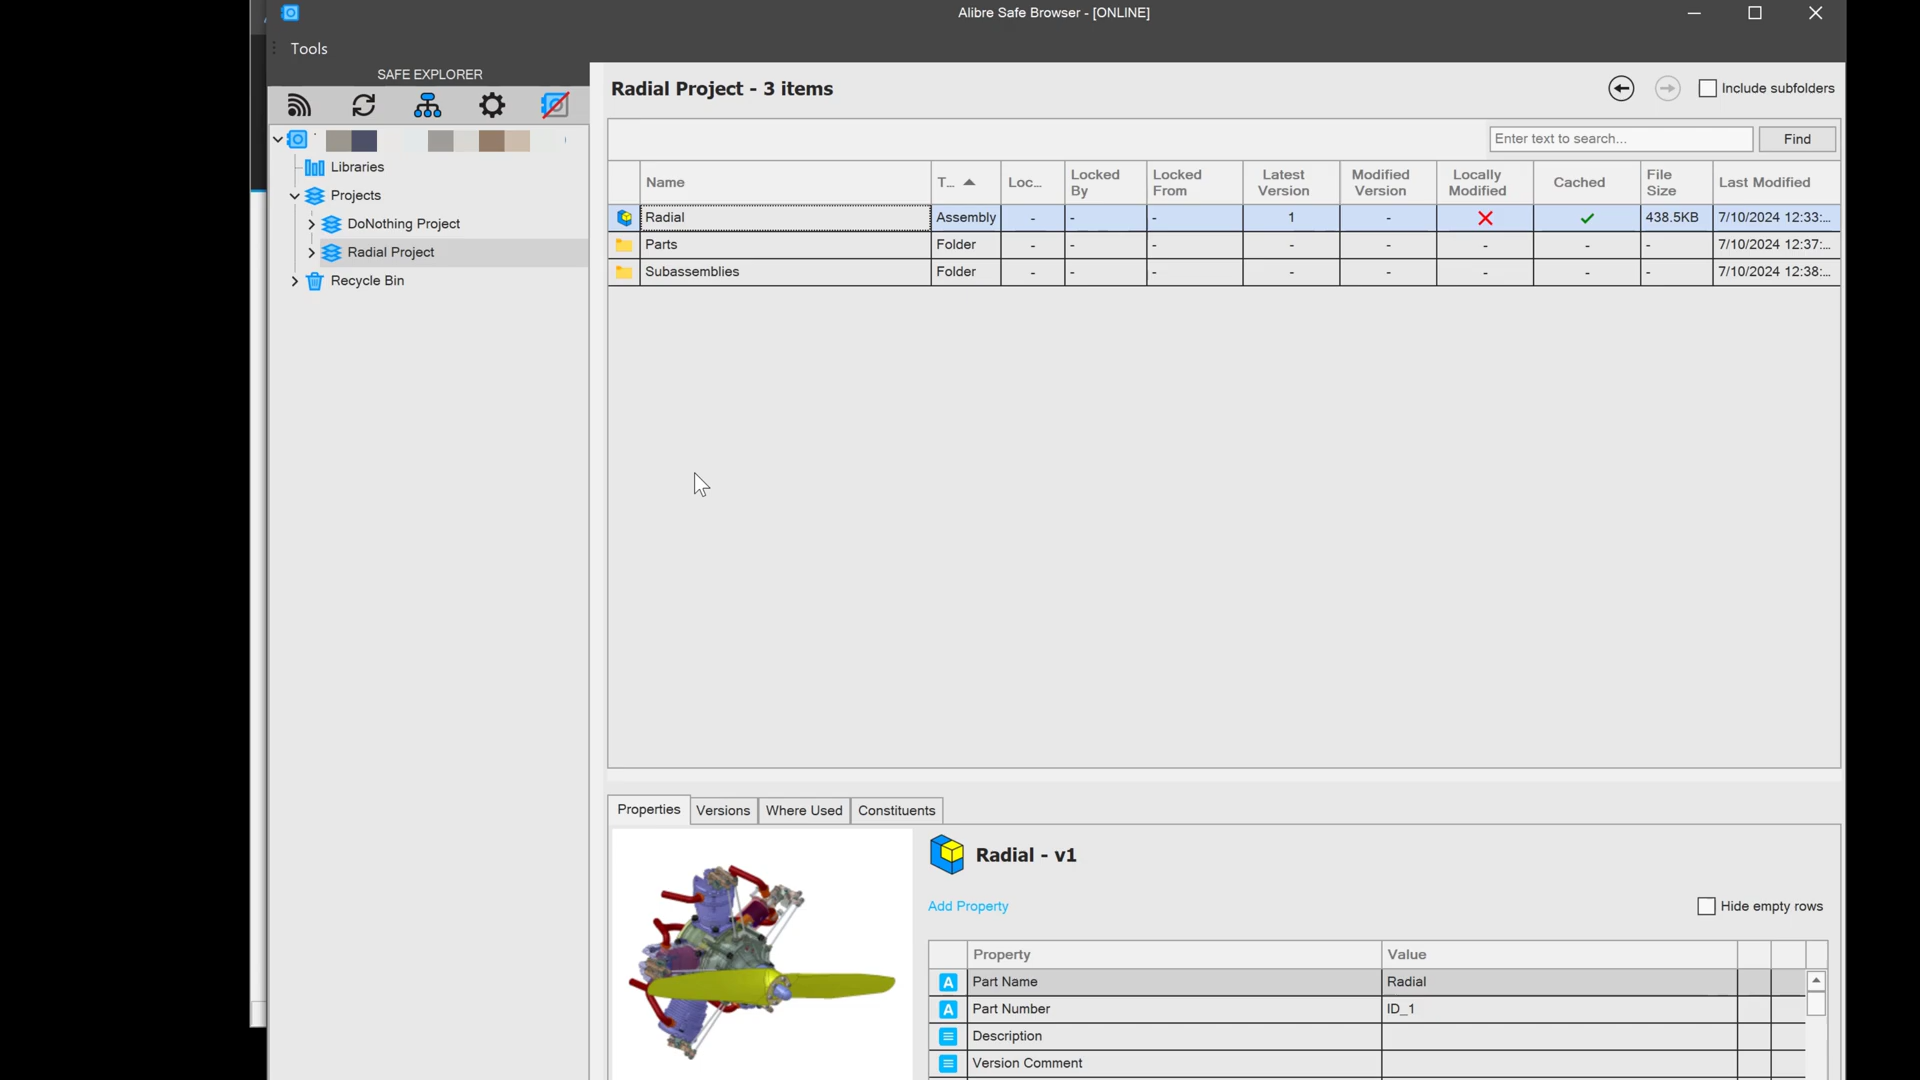 Alibre Safe Browser - [ONLINE]
Tools
SAFE EXPLORER
Radial Project - 3 items
Include subfolders
Enter text to search...
Find
Libraries
Projects
DoNothing Project
Radial Project
Recycle Bin
Name T... Loc... Locked By Locked From Latest Version Modified Version Locally Modified Cached File Size Last Modified
Radial Assembly - - - 1 - 438.5KB 7/10/2024 12:33:...
Parts Folder - - - - - - - - 7/10/2024 12:37:...
Subassemblies Folder - - - - - - - - 7/10/2024 12:38:...
Properties Versions Where Used Constituents
Radial - v1
Add Property
Hide empty rows
Property Value
A Part Name Radial
A Part Number ID_1
Description
Version Comment